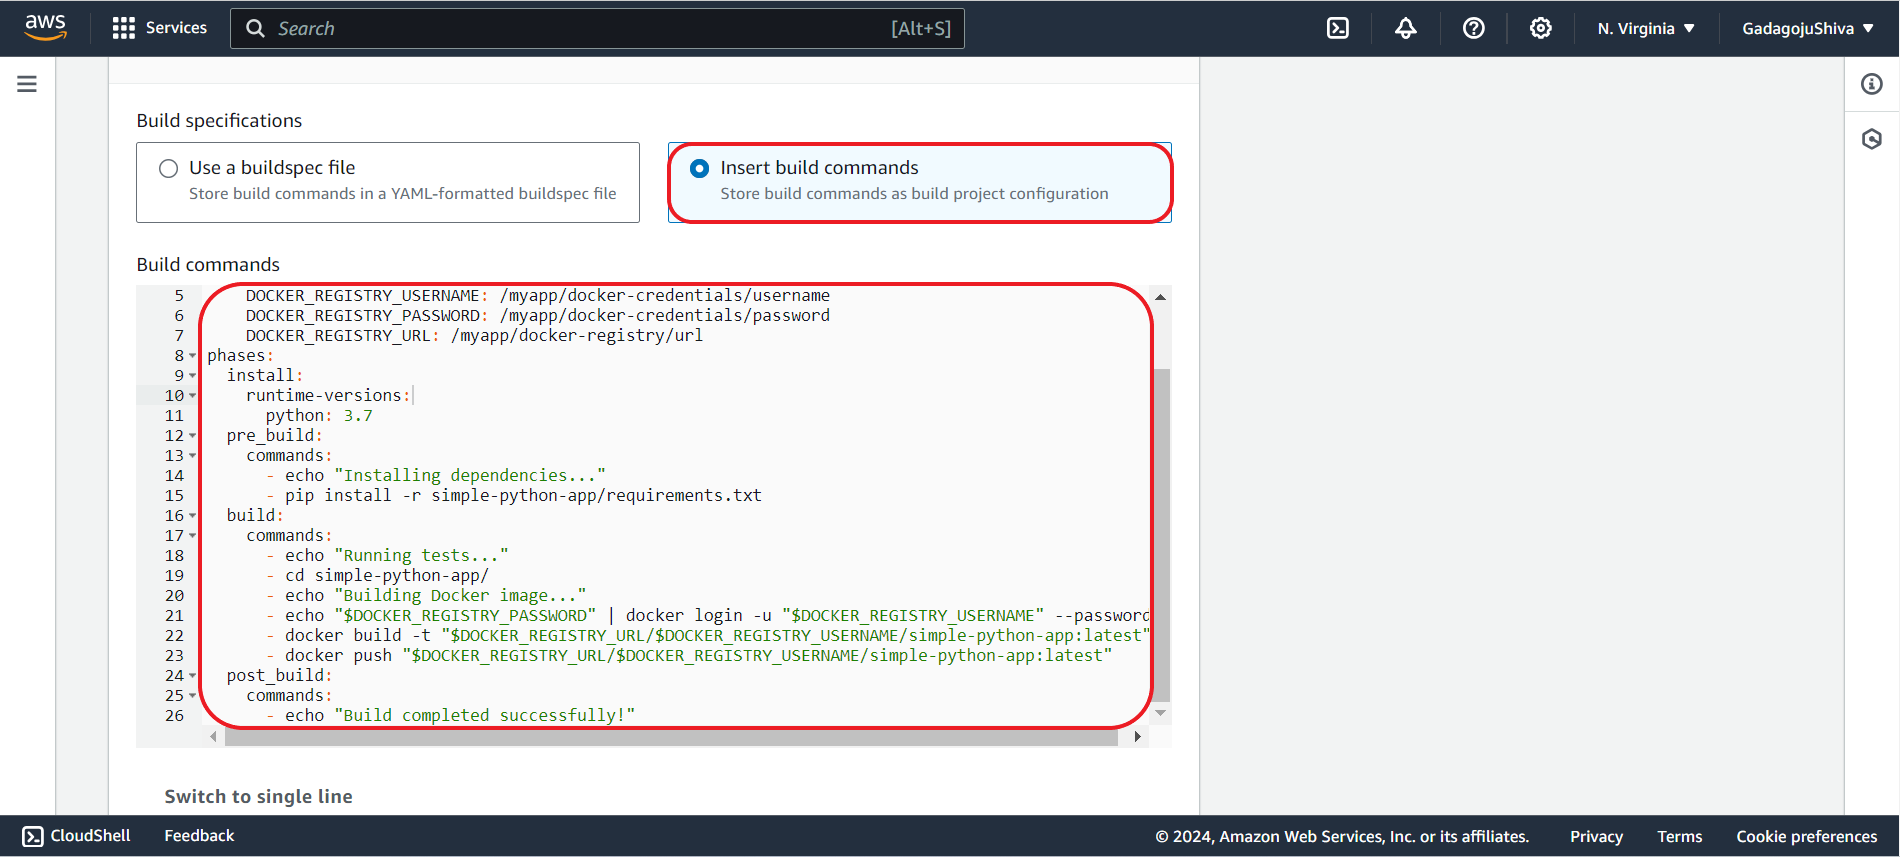 aws Services Search [Alt+S] N. Virginia GadagojuShiva
Build specifications
Use a buildspec file
Store build commands in a YAML-formatted buildspec file
Insert build commands
Store build commands as build project configuration
Build commands
5 DOCKER_REGISTRY_USERNAME: /myapp/docker-credentials/username
6 DOCKER_REGISTRY_PASSWORD: /myapp/docker-credentials/password
7 DOCKER_REGISTRY_URL: /myapp/docker-registry/url
8 phases:
9 install:
10 runtime-versions:
11 python: 3.7
12 pre_build:
13 commands:
14 - echo "Installing dependencies..."
15 - pip install -r simple-python-app/requirements.txt
16 build:
17 commands:
18 - echo "Running tests..."
19 - cd simple-python-app/
20 - echo "Building Docker image..."
21 - echo "$DOCKER_REGISTRY_PASSWORD" | docker login -u "$DOCKER_REGISTRY_USERNAME" --password
22 - docker build -t "$DOCKER_REGISTRY_URL/$DOCKER_REGISTRY_USERNAME/simple-python-app:latest"
23 - docker push "$DOCKER_REGISTRY_URL/$DOCKER_REGISTRY_USERNAME/simple-python-app:latest"
24 post_build:
25 commands:
26 - echo "Build completed successfully!"
Switch to single line
CloudShell Feedback © 2024, Amazon Web Services, Inc. or its affiliates. Privacy Terms Cookie preferences